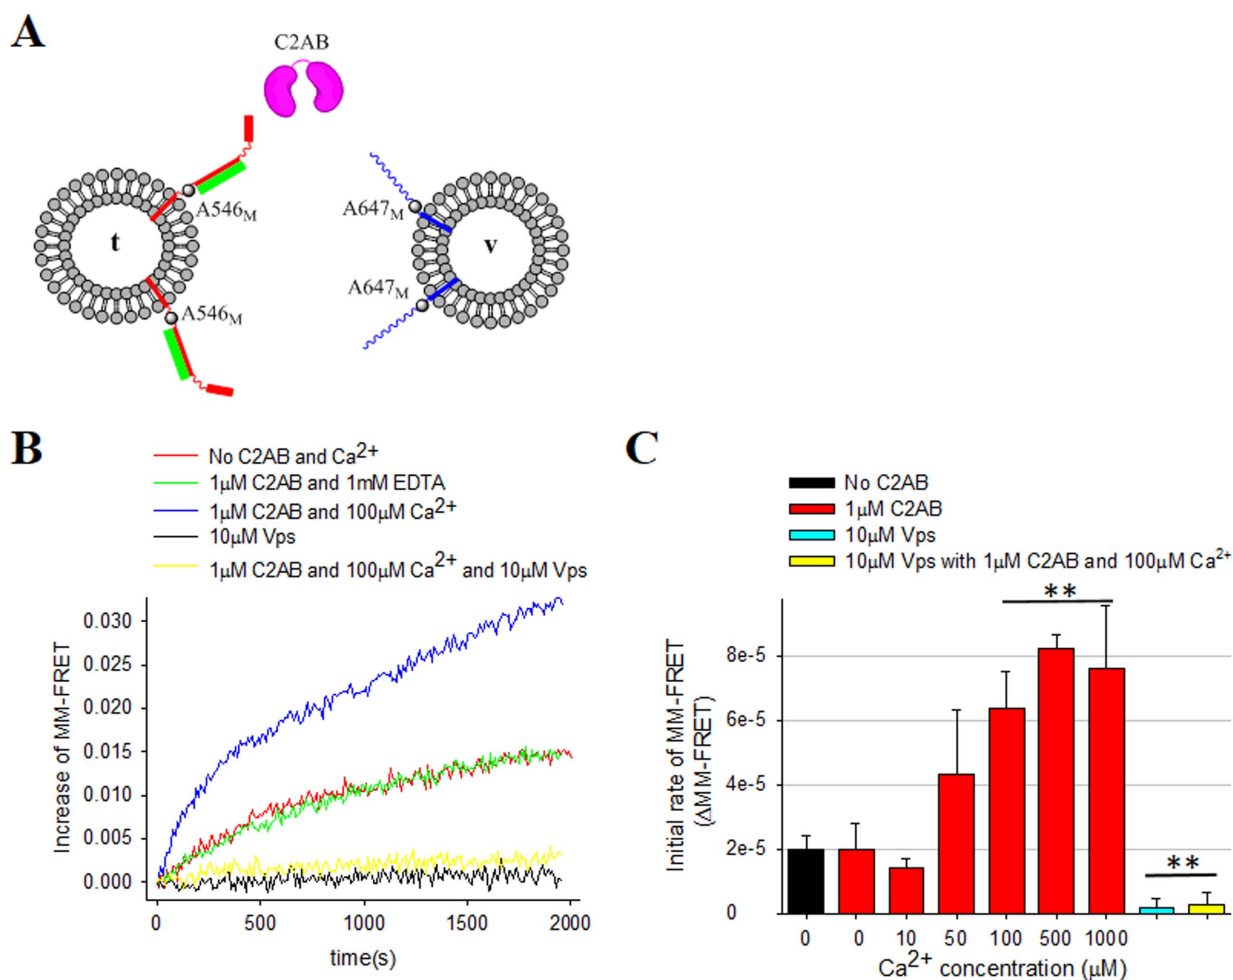 A
C2AB
A546M
t
A546M
A647M
v
A647M
B
No C2AB and Ca2+
1µM C2AB and 1mM EDTA
1µM C2AB and 100µM Ca2+
10µM Vps
1µM C2AB and 100µM Ca2+ and 10µM Vps
Increase of MM-FRET
0.030
0.025
0.020
0.015
0.010
0.005
0.000
0 500 1000 1500 2000
time(s)
C
No C2AB
1µM C2AB
10µM Vps
10µM Vps with 1µM C2AB and 100µM Ca2+
Initial rate of MM-FRET
(ΔMM-FRET)
8e-5
6e-5
4e-5
2e-5
0
**
**
0 0 10 50 100 500 1000
Ca2+ concentration (µM)